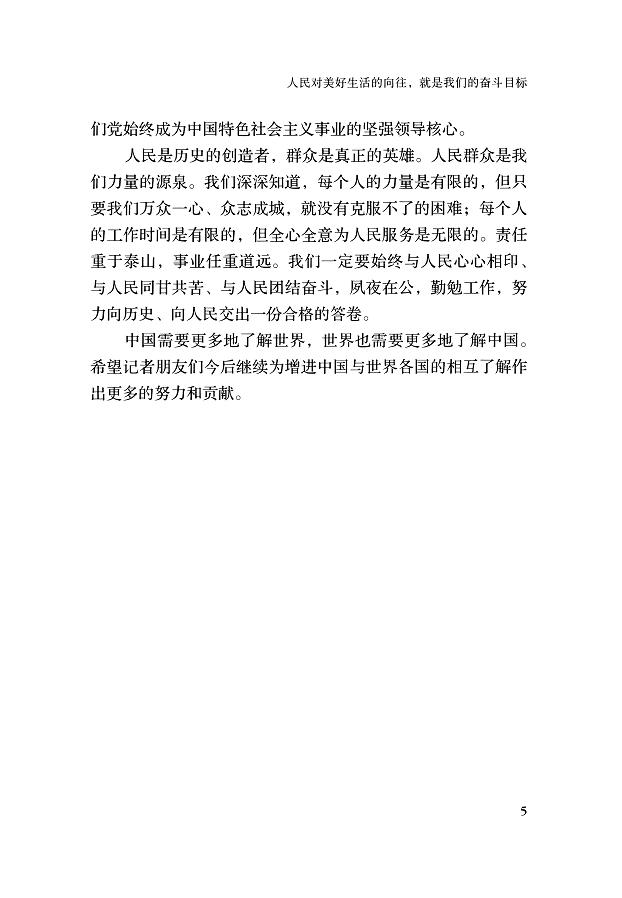 人民对美好生活的向往，就是我们的奋斗目标
们党始终成为中国特色社会主义事业的坚强领导核心。
人民是历史的创造者，群众是真正的英雄。人民群众是我
们力量的源泉。我们深深知道，每个人的力量是有限的，但只
要我们万众一心、众志成城，就没有克服不了的困难；每个人
的工作时间是有限的，但全心全意为人民服务是无限的。责任
重于泰山，事业任重道远。我们一定要始终与人民心心相印、
与人民同甘共苦、与人民团结奋斗，夙夜在公，勤勉工作，努
力向历史、向人民交出一份合格的答卷。
中国需要更多地了解世界，世界也需要更多地了解中国。
希望记者朋友们今后继续为增进中国与世界各国的相互了解作
出更多的努力和贡献。
5